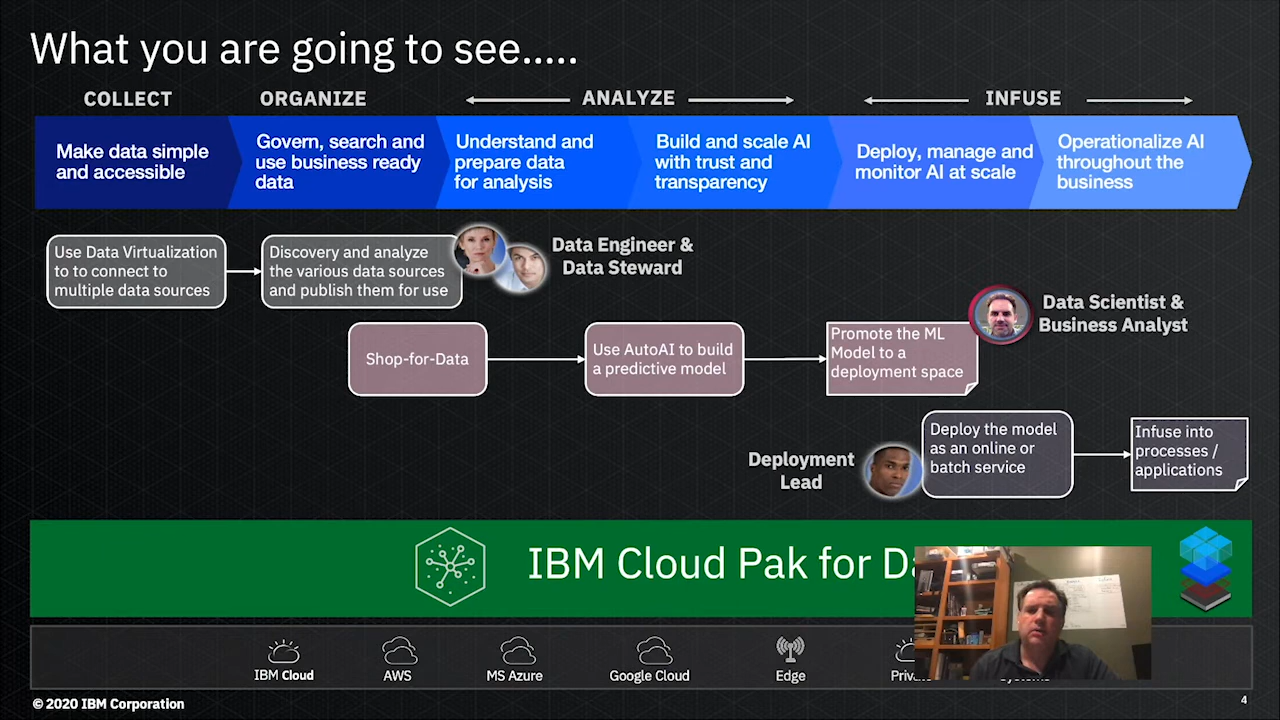 What you are going to see.....
COLLECT
ORGANIZE
ANALYZE
INFUSE
Make data simple
and accessible
Govern, search and
use business ready
data
Understand and
prepare data
for analysis
Build and scale AI
with trust and
transparency
Deploy, manage and
monitor AI at scale
Operationalize AI
throughout the
business
Use Data Virtualization
to to connect to
multiple data sources
Discovery and analyze
the various data sources
and publish them for use
Data Engineer &
Data Steward
Shop-for-Data
Use AutoAI to build
a predictive model
Promote the ML
Model to a
deployment space
Data Scientist &
Business Analyst
Deployment
Lead
Deploy the model
as an online or
batch service
Infuse into
processes /
applications
IBM Cloud Pak for
IBM Cloud
AWS
MS Azure
Google Cloud
Edge
© 2020 IBM Corporation
4